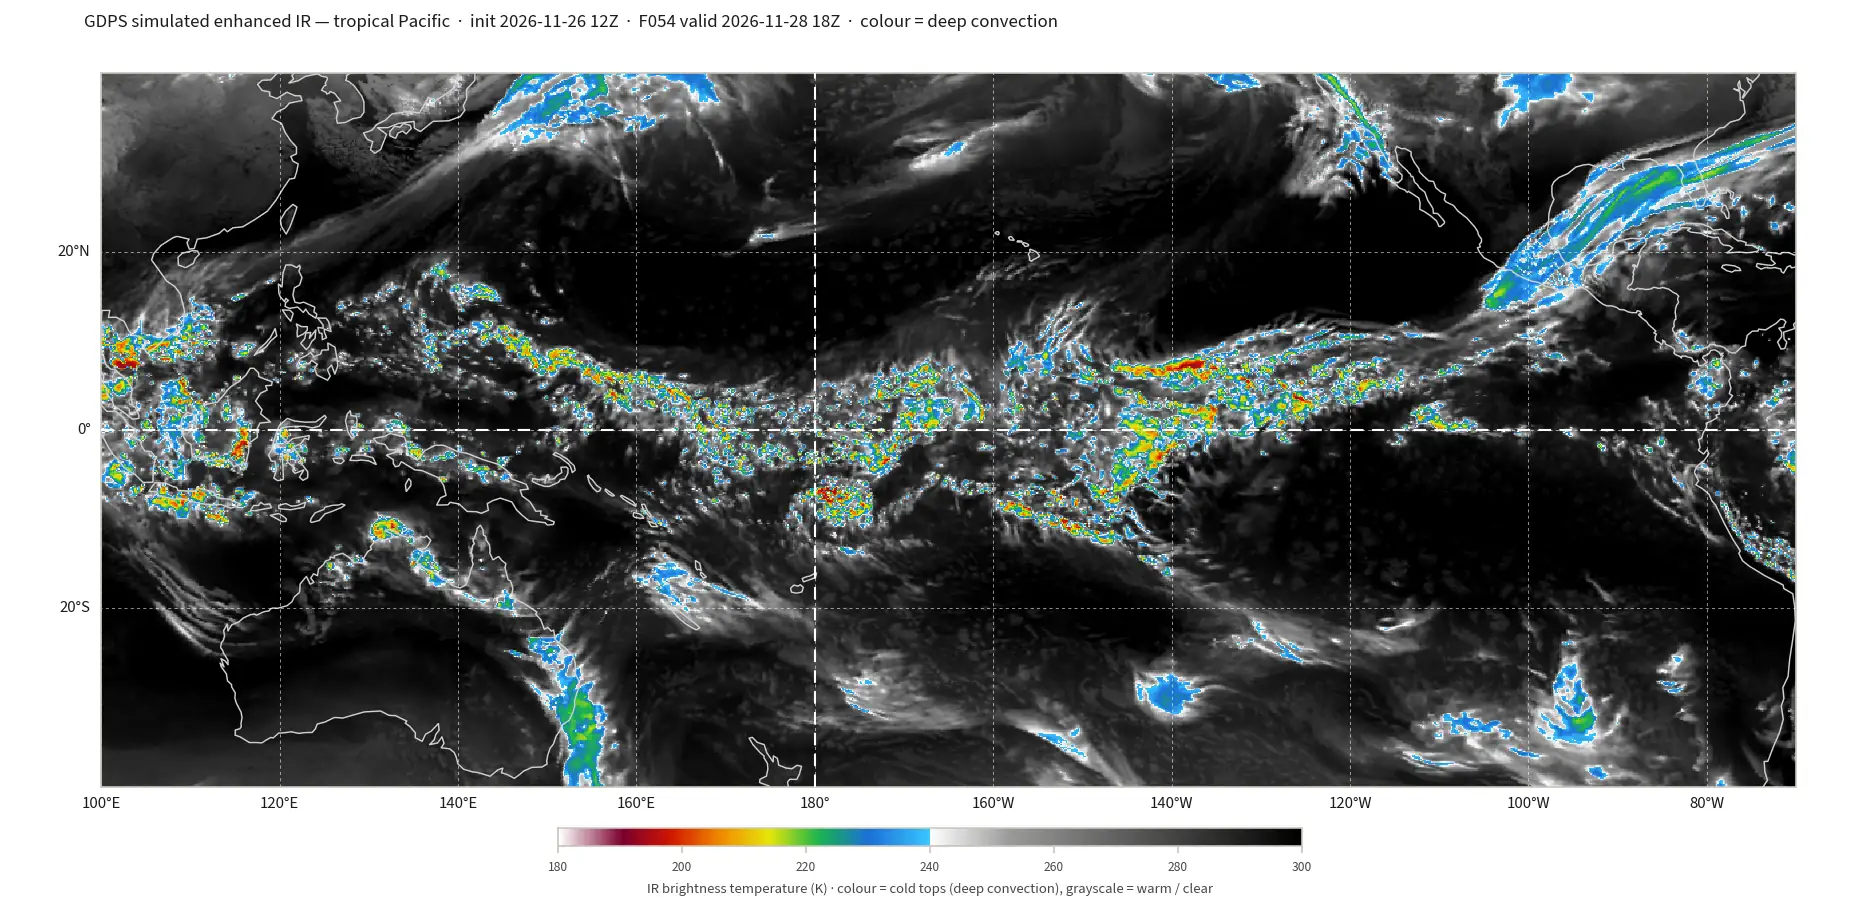 GDPS simulated enhanced IR — tropical Pacific · init 2026-11-26 12Z · F054 valid 2026-11-28 18Z · colour = deep convection
20°N
0°
20°S
100°E 120°E 140°E 160°E 180° 160°W 140°W 120°W 100°W 80°W
180 200 220 240 260 280 300
IR brightness temperature (K) · colour = cold tops (deep convection), grayscale = warm / clear